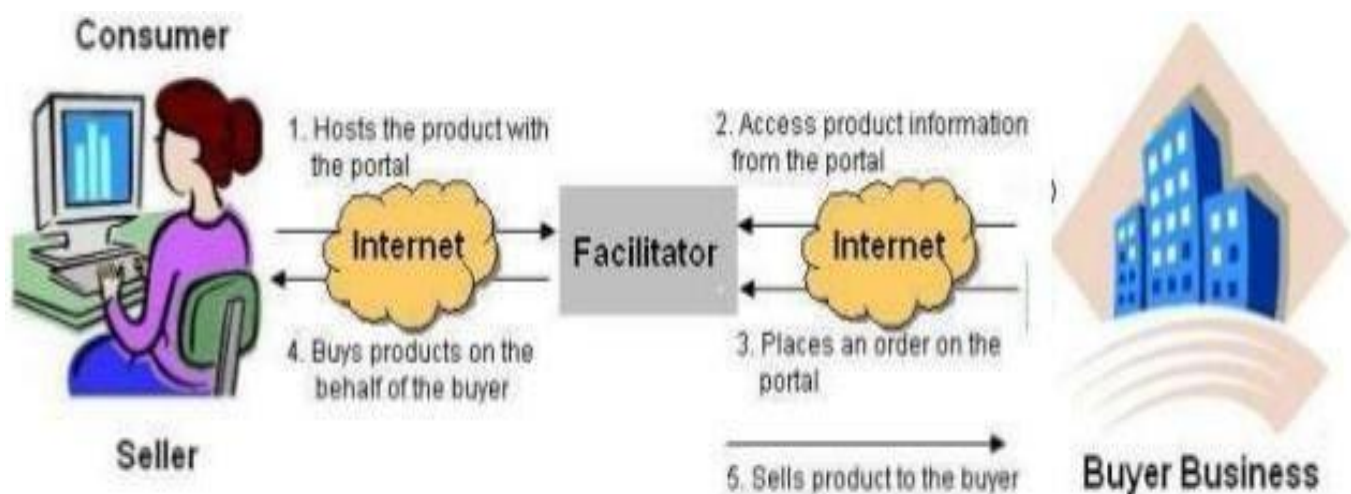 Consumer
1. Hosts the product with
the portal
2. Access product information
from the portal
Internet
Facilitator
Internet
4. Buys products on the
behalf of the buyer
3. Places an order on the
portal
Seller
5. Sells product to the buyer
Buyer Business